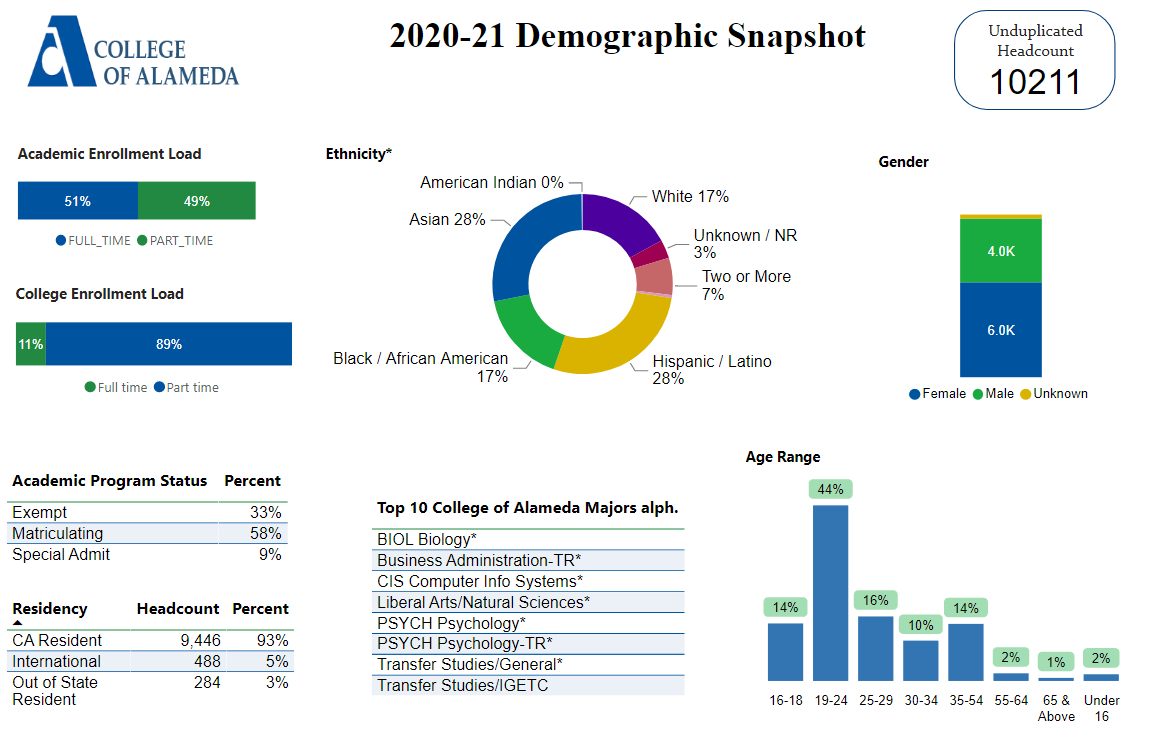 COLLEGE
OF ALAMEDA
2020-21 Demographic Snapshot
Unduplicated
Headcount
10211
Academic Enrollment Load
51% 49%
FULL_TIME PART_TIME
College Enrollment Load
11% 89%
Full time Part time
Ethnicity*
American Indian 0%
White 17%
Asian 28%
Unknown / NR
3%
Two or More
7%
Black / African American
17%
Hispanic / Latino
28%
Gender
4.0K
6.0K
Female Male Unknown
Academic Program Status Percent
Exempt 33%
Matriculating 58%
Special Admit 9%
Residency Headcount Percent
CA Resident 9,446 93%
International 488 5%
Out of State 284 3%
Resident
Top 10 College of Alameda Majors alph.
BIOL Biology*
Business Administration-TR*
CIS Computer Info Systems*
Liberal Arts/Natural Sciences*
PSYCH Psychology*
PSYCH Psychology-TR*
Transfer Studies/General*
Transfer Studies/IGETC
Age Range
44%
14% 16% 10% 14% 2% 1% 2%
16-18 19-24 25-29 30-34 35-54 55-64 65 & Under
Above 16